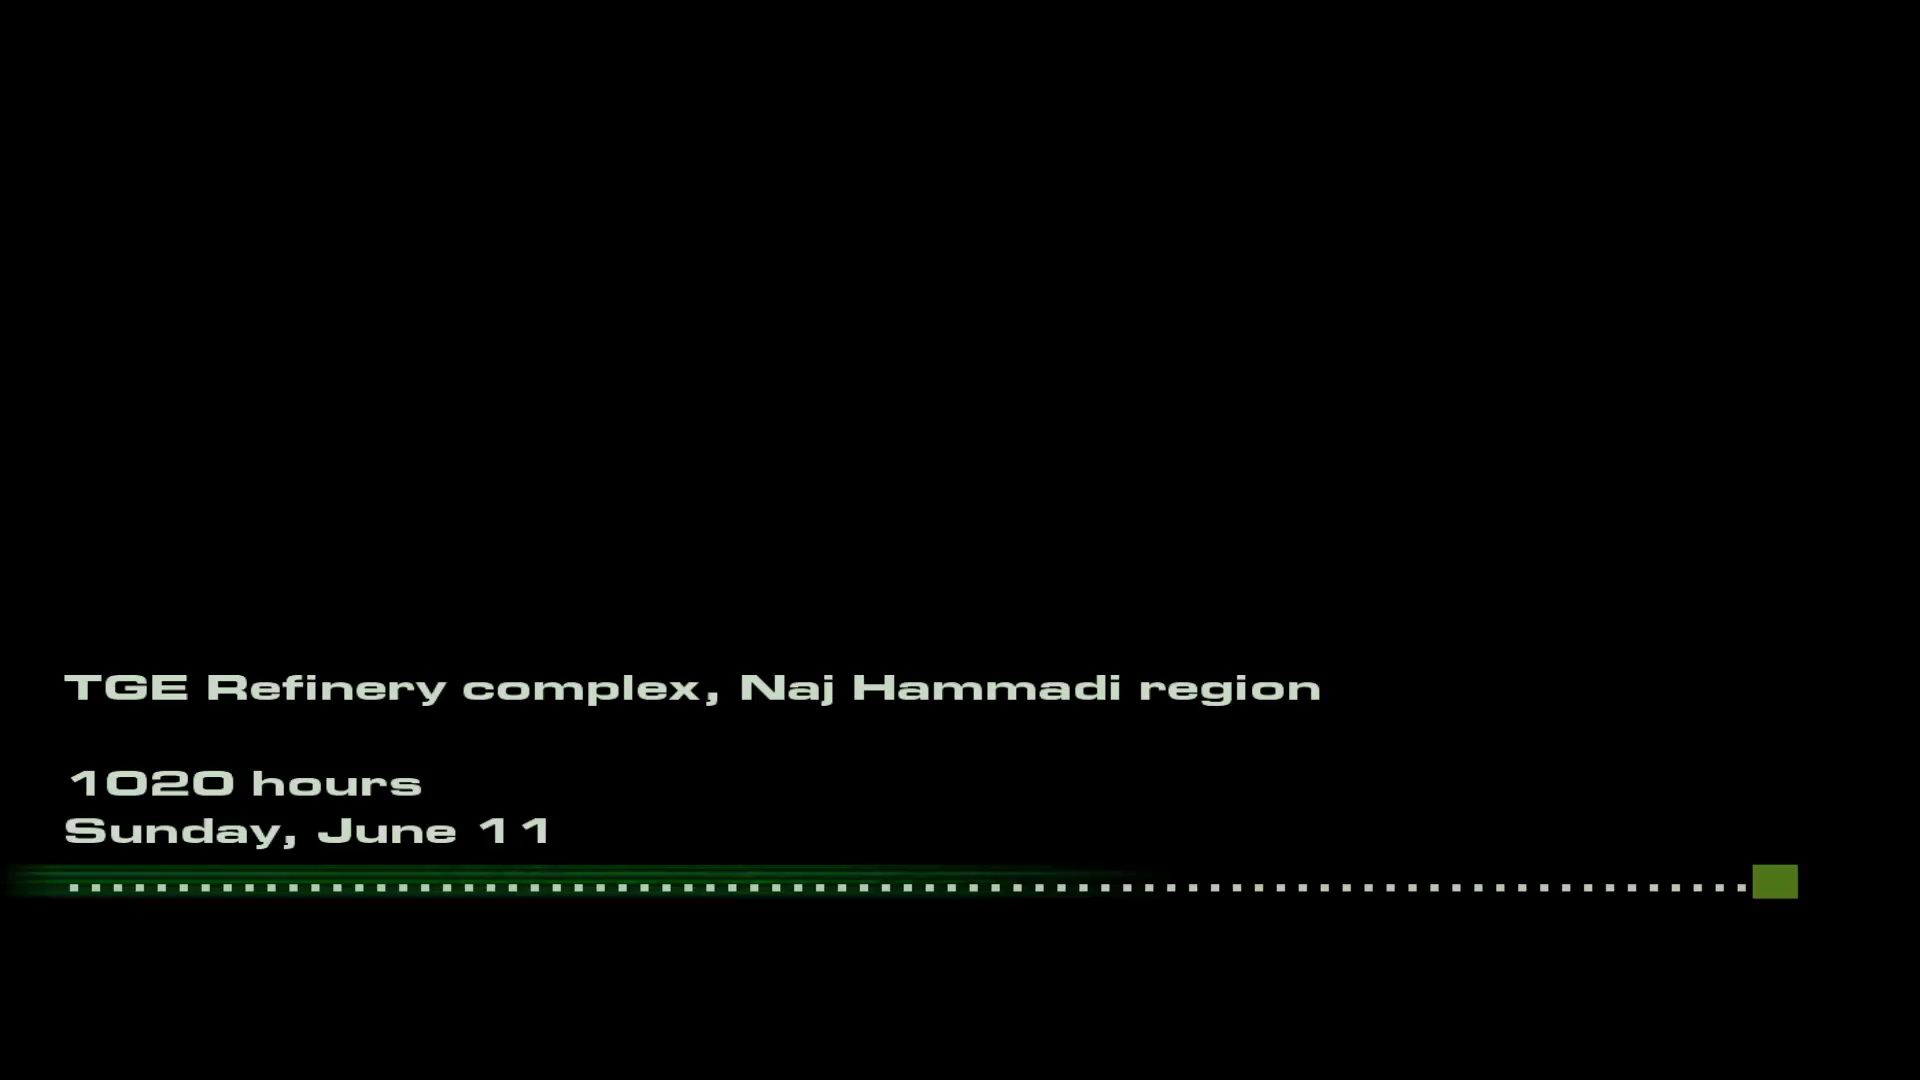 TGE Refinery complex, Naj Hammadi region
1020 hours
Sunday, June 11